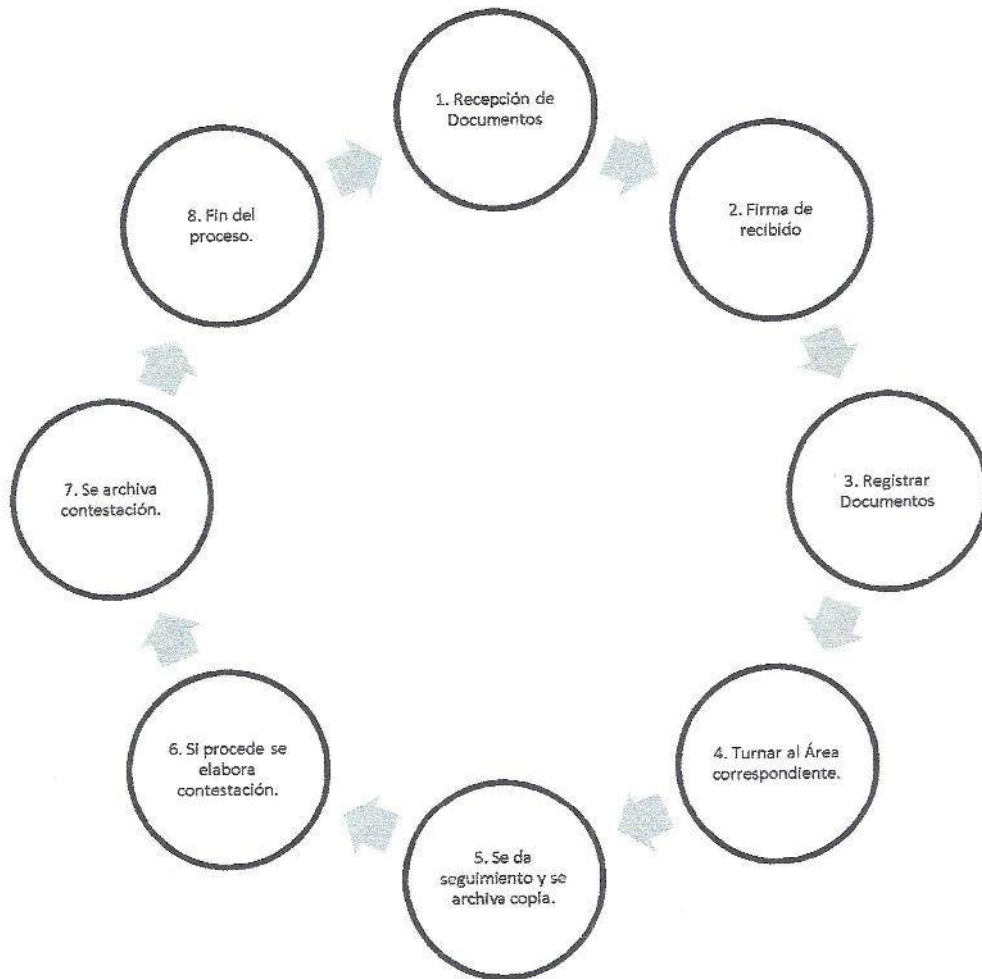 1. Recepción de
Documentos
2. Firma de
recibido
3. Registrar
Documentos
4. Turnar al Área
correspondiente.
5. Se da
seguimiento y se
archiva copia.
6. Si procede se
elabora
contestación.
7. Se archiva
contestación.
8. Fin del
proceso.